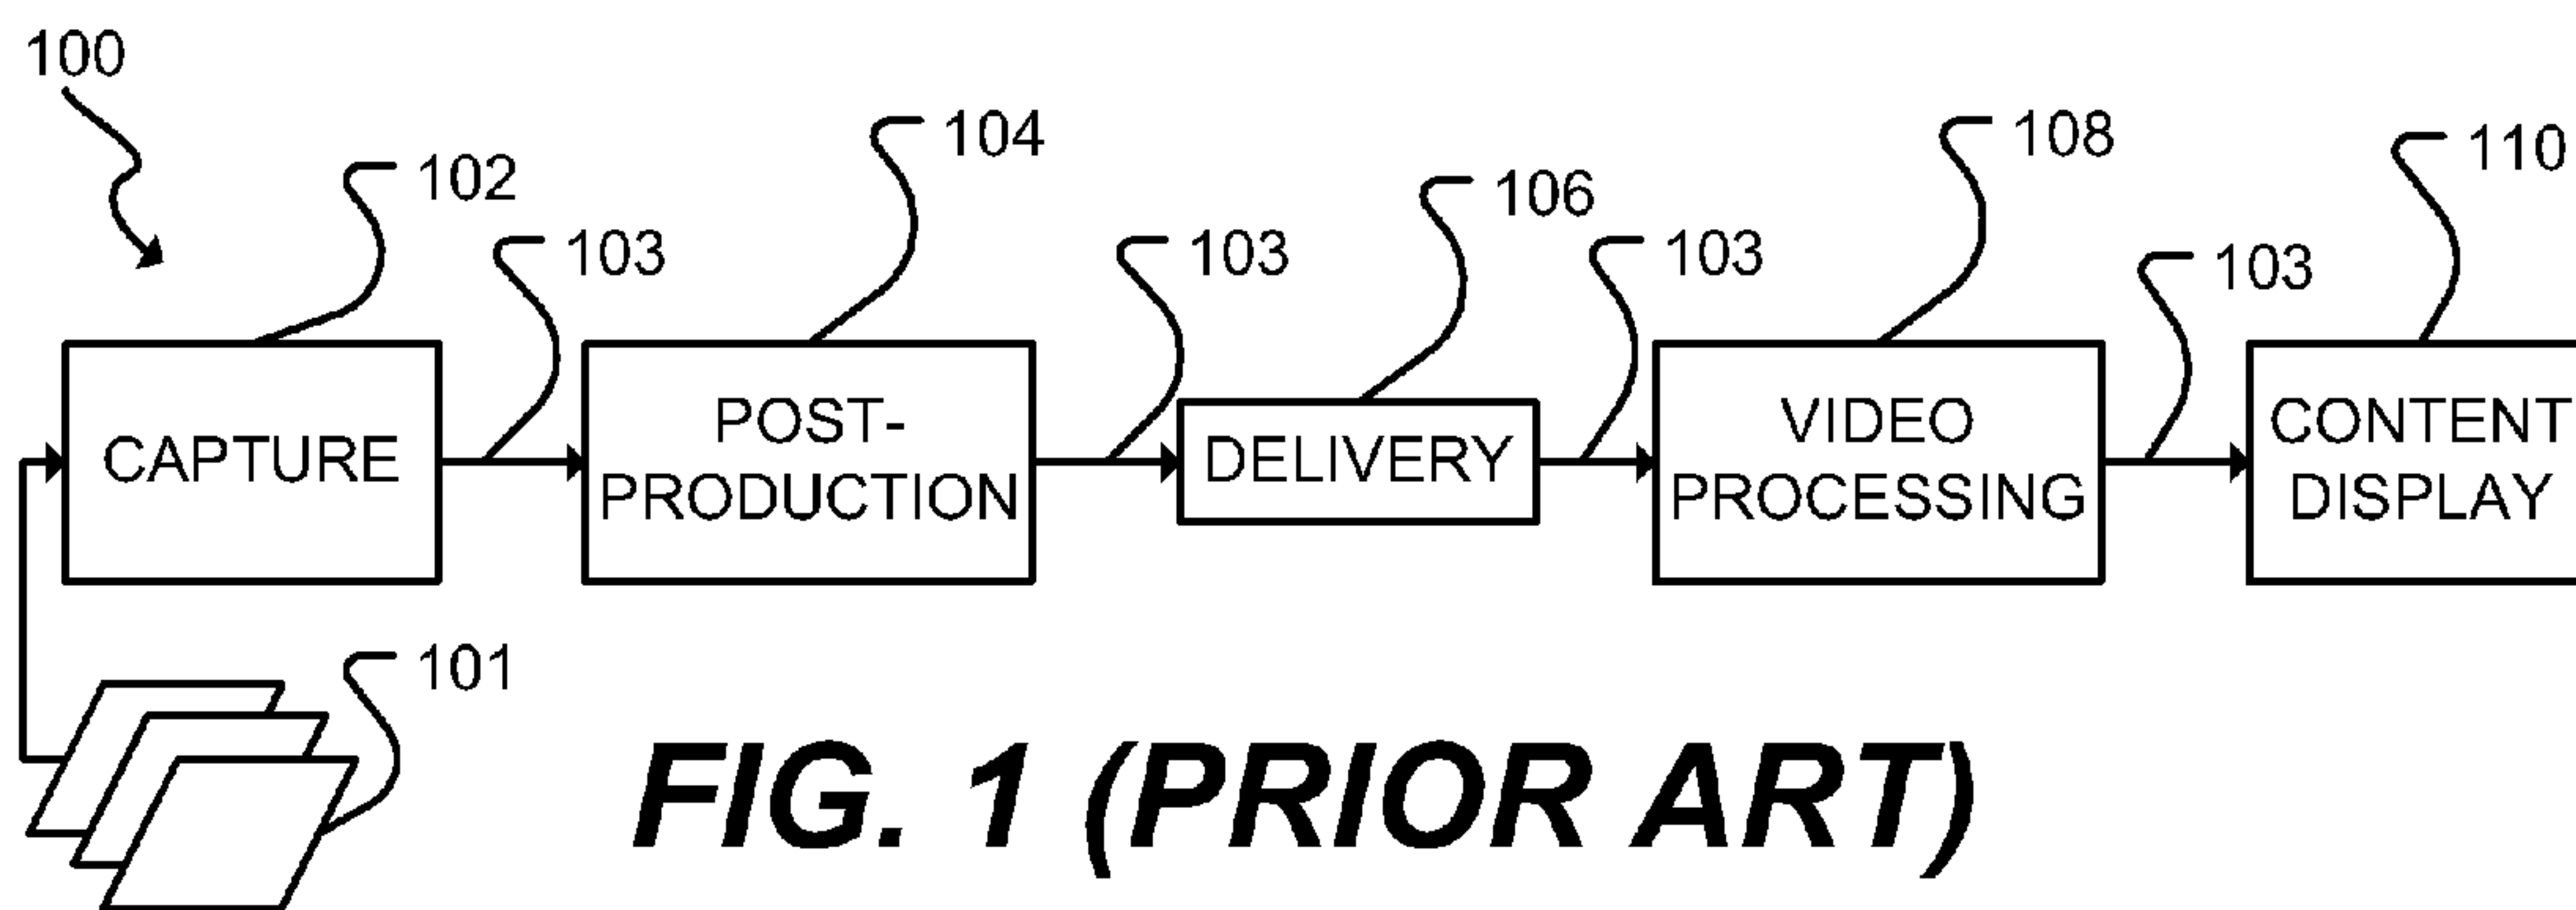 100
102
103
104
103
106
103
108
103
110
CAPTURE
POST-
PRODUCTION
DELIVERY
VIDEO
PROCESSING
CONTENT
DISPLAY
101
FIG. 1 (PRIOR ART)